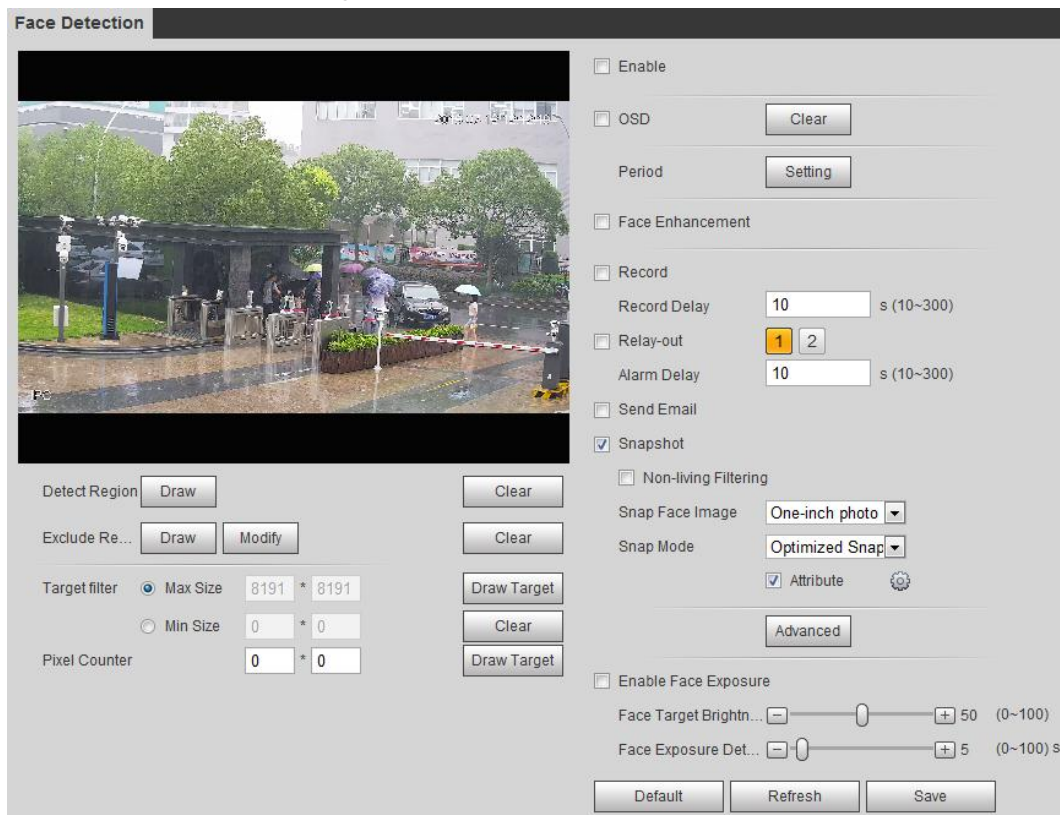 Face Detection
Enable
OSD
Clear
Period
Setting
Face Enhancement
Record
Record Delay
10
s (10~300)
Relay-out
1
2
Alarm Delay
10
s (10~300)
Send Email
Snapshot
Non-living Filtering
Snap Face Image
One-inch photo
Snap Mode
Optimized Snap
Attribute
Advanced
Enable Face Exposure
Face Target Brightn...
50
(0~100)
Face Exposure Det...
5
(0~100) s
Default
Refresh
Save
Detect Region
Draw
Clear
Exclude Re...
Draw
Modify
Clear
Target filter
Max Size
8191 * 8191
Draw Target
Min Size
0 * 0
Clear
Pixel Counter
0 * 0
Draw Target